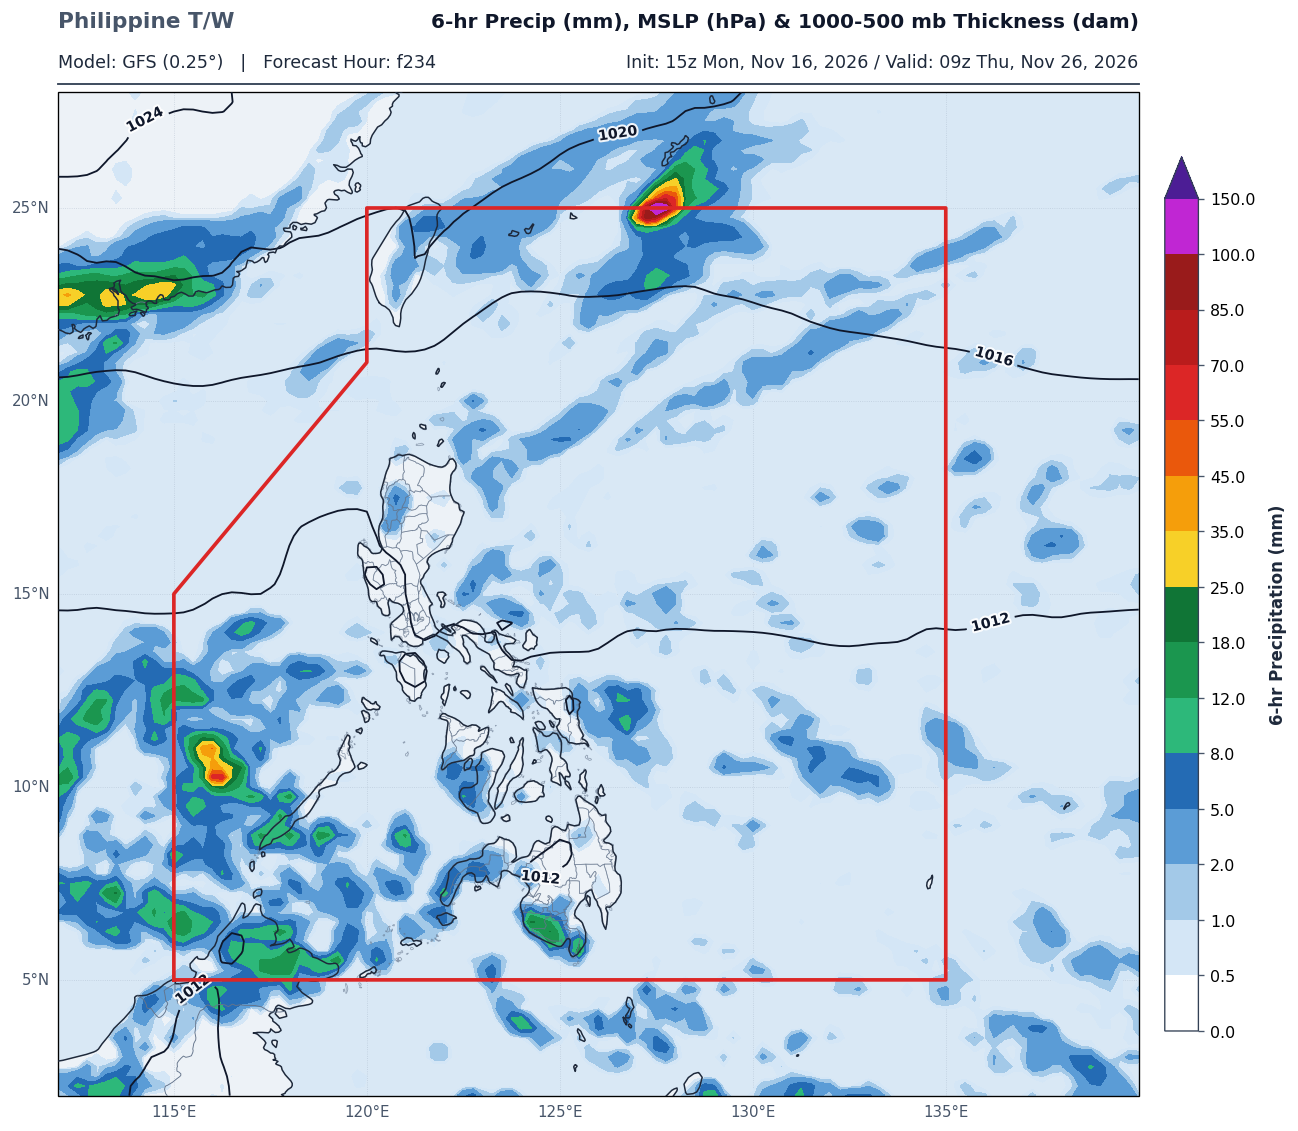 Philippine T/W
6-hr Precip (mm), MSLP (hPa) & 1000-500 mb Thickness (dam)
Model: GFS (0.25°) | Forecast Hour: f234
Init: 15z Mon, Nov 16, 2026 / Valid: 09z Thu, Nov 26, 2026
1024
1020
1016
1012
1012
1012
25°N
20°N
15°N
10°N
5°N
115°E
120°E
125°E
130°E
135°E
150.0
100.0
85.0
70.0
55.0
45.0
35.0
25.0
18.0
12.0
8.0
5.0
2.0
1.0
0.5
0.0
6-hr Precipitation (mm)